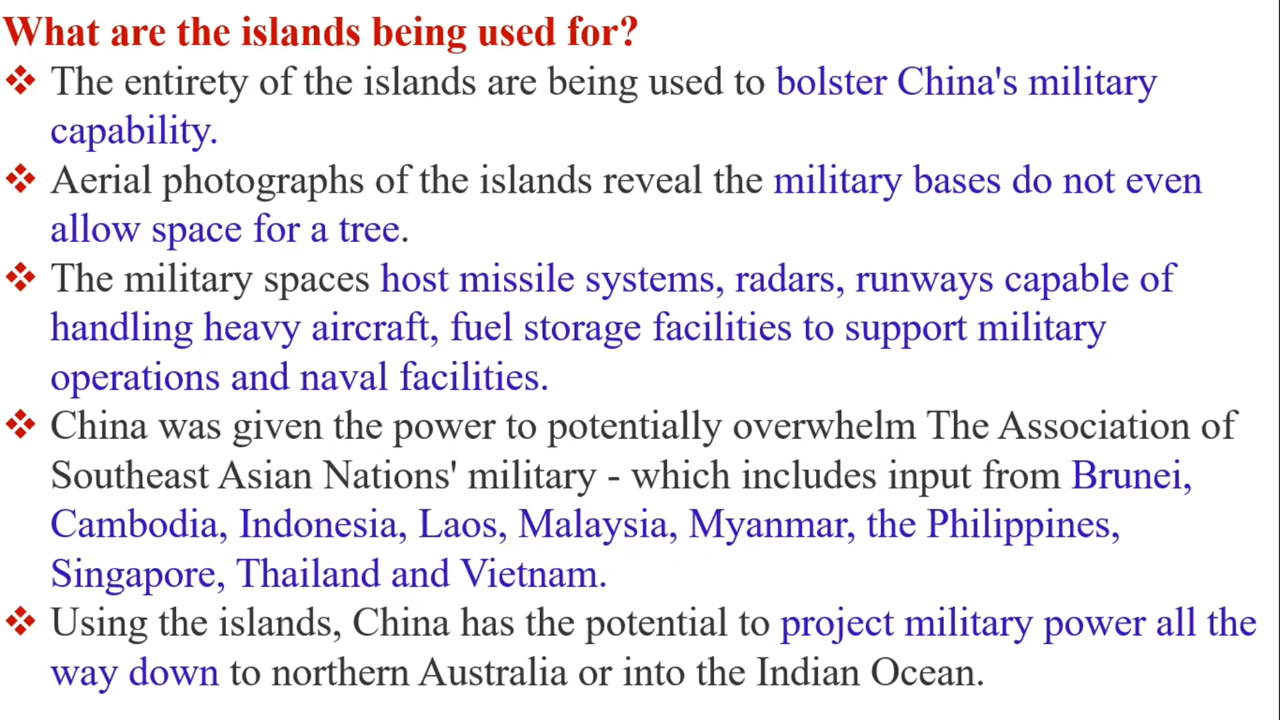 What are the islands being used for?
❖ The entirety of the islands are being used to bolster China's military
capability.
❖ Aerial photographs of the islands reveal the military bases do not even
allow space for a tree.
❖ The military spaces host missile systems, radars, runways capable of
handling heavy aircraft, fuel storage facilities to support military
operations and naval facilities.
❖ China was given the power to potentially overwhelm The Association of
Southeast Asian Nations' military - which includes input from Brunei,
Cambodia, Indonesia, Laos, Malaysia, Myanmar, the Philippines,
Singapore, Thailand and Vietnam.
❖ Using the islands, China has the potential to project military power all the
way down to northern Australia or into the Indian Ocean.